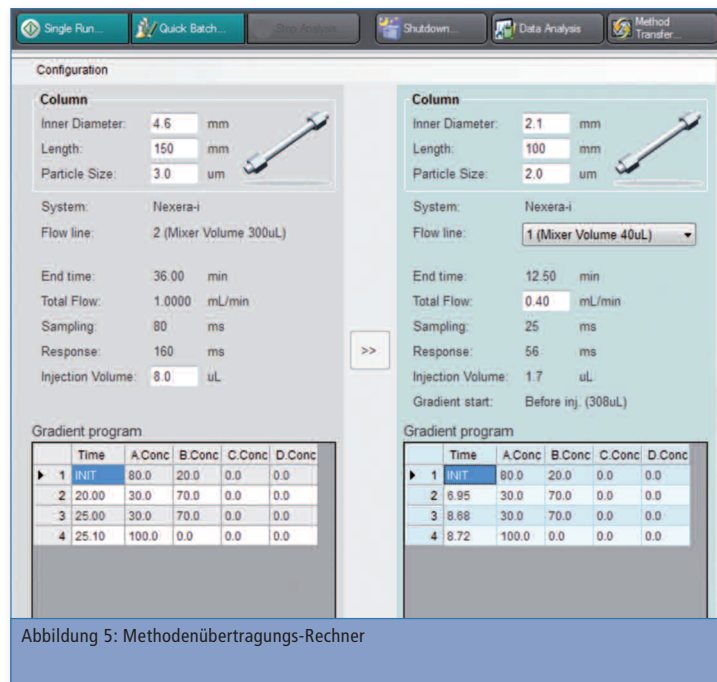 Single Run... Quick Batch... Stop Analysis Shutdown... Data Analysis Method Transfer...
Configuration
Column
Inner Diameter: 4.6 mm
Length: 150 mm
Particle Size: 3.0 um
System: Nexera-i
Flow line: 2 (Mixer Volume 300uL)
End time: 36.00 min
Total Flow: 1.0000 mL/min
Sampling: 80 ms
Response: 160 ms
Injection Volume: 8.0 uL
Gradient program
Time A.Conc B.Conc C.Conc D.Conc
1 INIT 80.0 20.0 0.0 0.0
2 20.00 30.0 70.0 0.0 0.0
3 25.00 30.0 70.0 0.0 0.0
4 25.10 100.0 0.0 0.0 0.0
>>
Column
Inner Diameter: 2.1 mm
Length: 100 mm
Particle Size: 2.0 um
System: Nexera-i
Flow line: 1 (Mixer Volume 40uL)
End time: 12.50 min
Total Flow: 0.40 mL/min
Sampling: 25 ms
Response: 56 ms
Injection Volume: 1.7 uL
Gradient start: Before inj. (308uL)
Gradient program
Time A.Conc B.Conc C.Conc D.Conc
1 INIT 80.0 20.0 0.0 0.0
2 6.95 30.0 70.0 0.0 0.0
3 8.68 30.0 70.0 0.0 0.0
4 8.72 100.0 0.0 0.0 0.0
Abbildung 5: Methodenübertragungs-Rechner